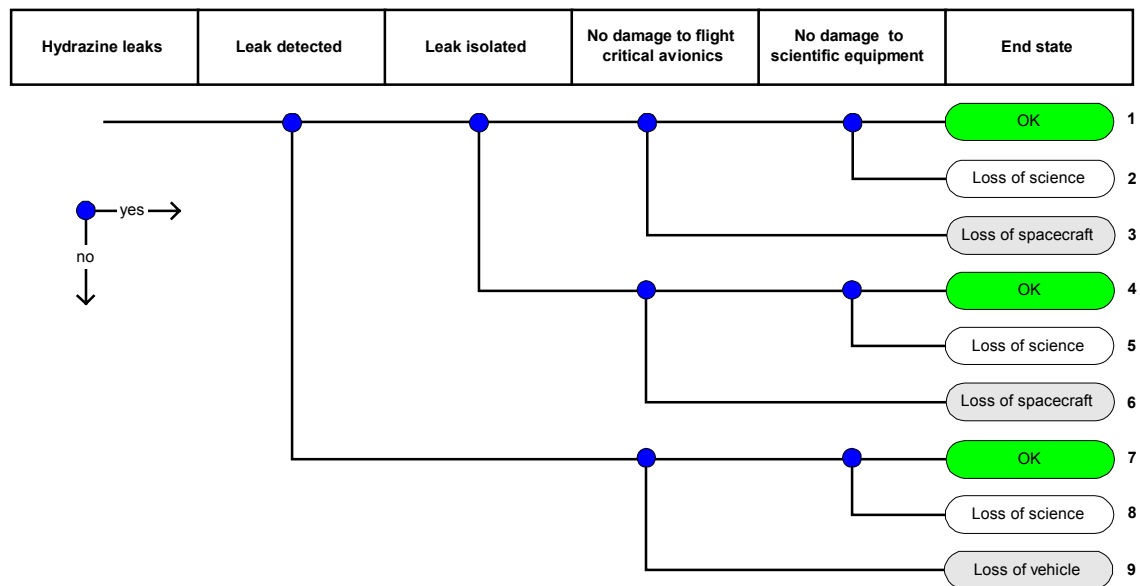 Hydrazine leaks
Leak detected
Leak isolated
No damage to flight
critical avionics
No damage to
scientific equipment
End state
OK
1
Loss of science
2
yes
no
Loss of spacecraft
3
OK
4
Loss of science
5
Loss of spacecraft
6
OK
7
Loss of science
8
Loss of vehicle
9